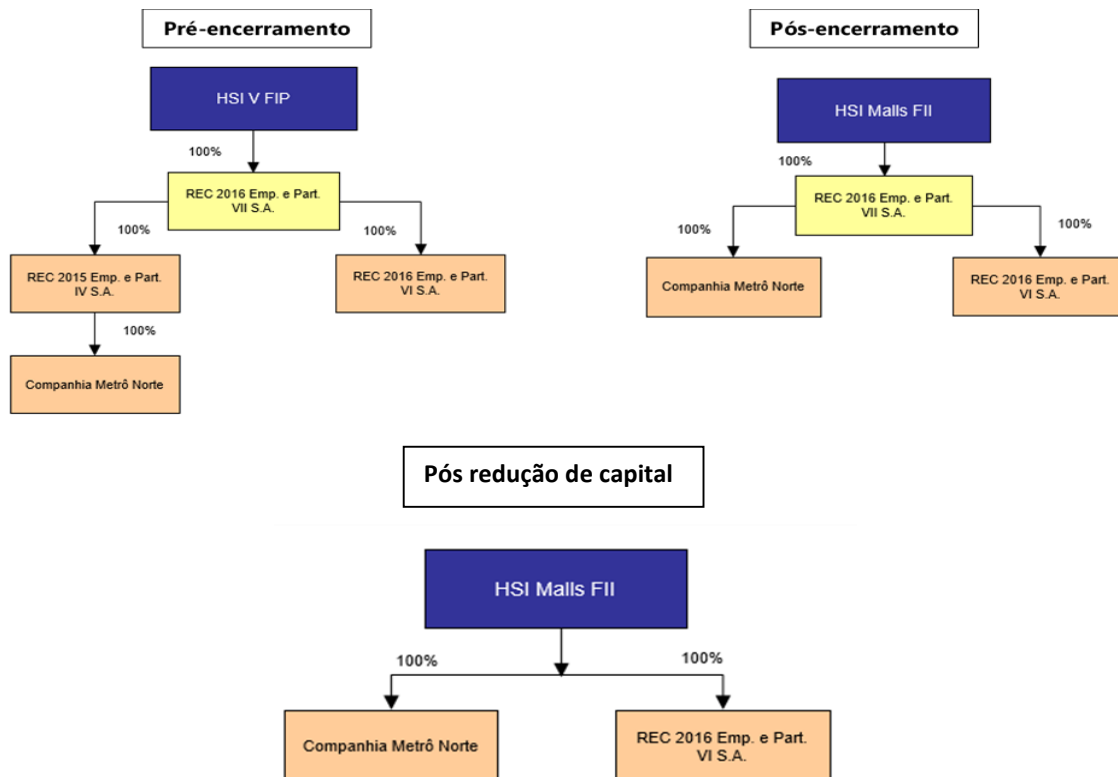 Pré-encerramento
HSI V FIP
100%
REC 2016 Emp. e Part.
VII S.A.
100%
100%
REC 2015 Emp. e Part.
IV S.A.
REC 2016 Emp. e Part.
VI S.A.
100%
Companhia Metrô Norte
Pós-encerramento
HSI Malls FII
100%
REC 2016 Emp. e Part.
VII S.A.
100%
100%
Companhia Metrô Norte
REC 2016 Emp. e Part.
VI S.A.
Pós redução de capital
HSI Malls FII
100%
100%
Companhia Metrô Norte
REC 2016 Emp. e Part.
VI S.A.